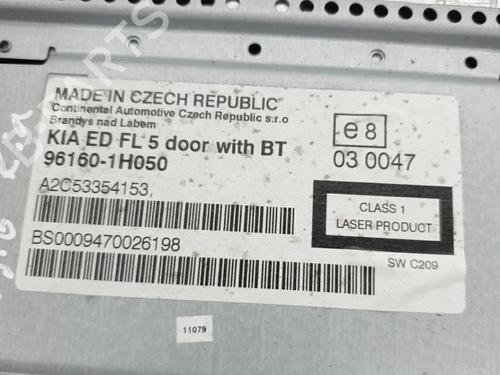 MADE IN CZECH REPUBLIC
Continental Automotive Czech Republic s.r.o
Brandys nad Labem
KIA ED FL 5 door with BT
96160-1H050
A2C53354153,
BS0009470026198
e8
03 0047
CLASS 1
LASER PRODUCT
SW C209
11079